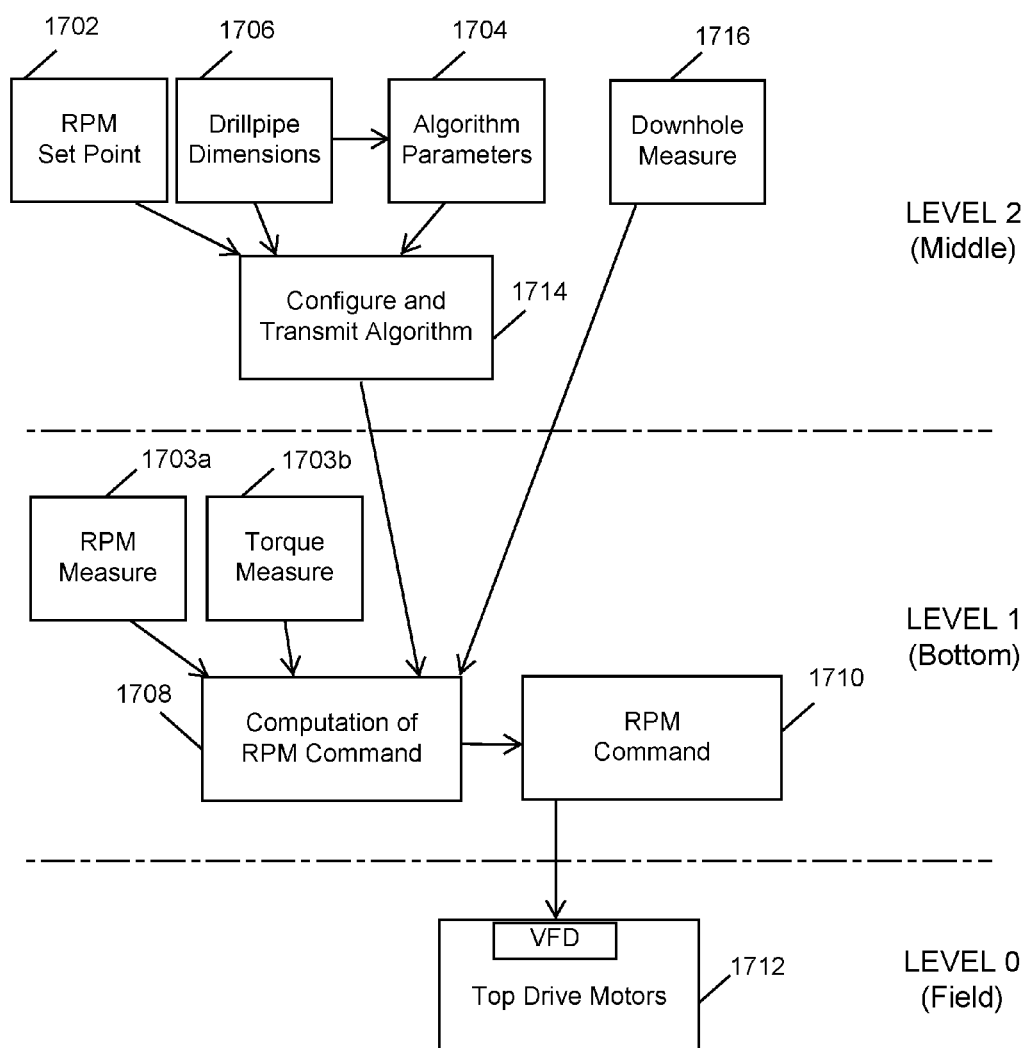 1702
1706
1704
1716
RPM
Set Point
Drillpipe
Dimensions
Algorithm
Parameters
Downhole
Measure
LEVEL 2
(Middle)
Configure and
Transmit Algorithm
1714
1703a
1703b
RPM
Measure
Torque
Measure
LEVEL 1
(Bottom)
1708
Computation of
RPM Command
RPM
Command
1710
VFD
Top Drive Motors
1712
LEVEL 0
(Field)